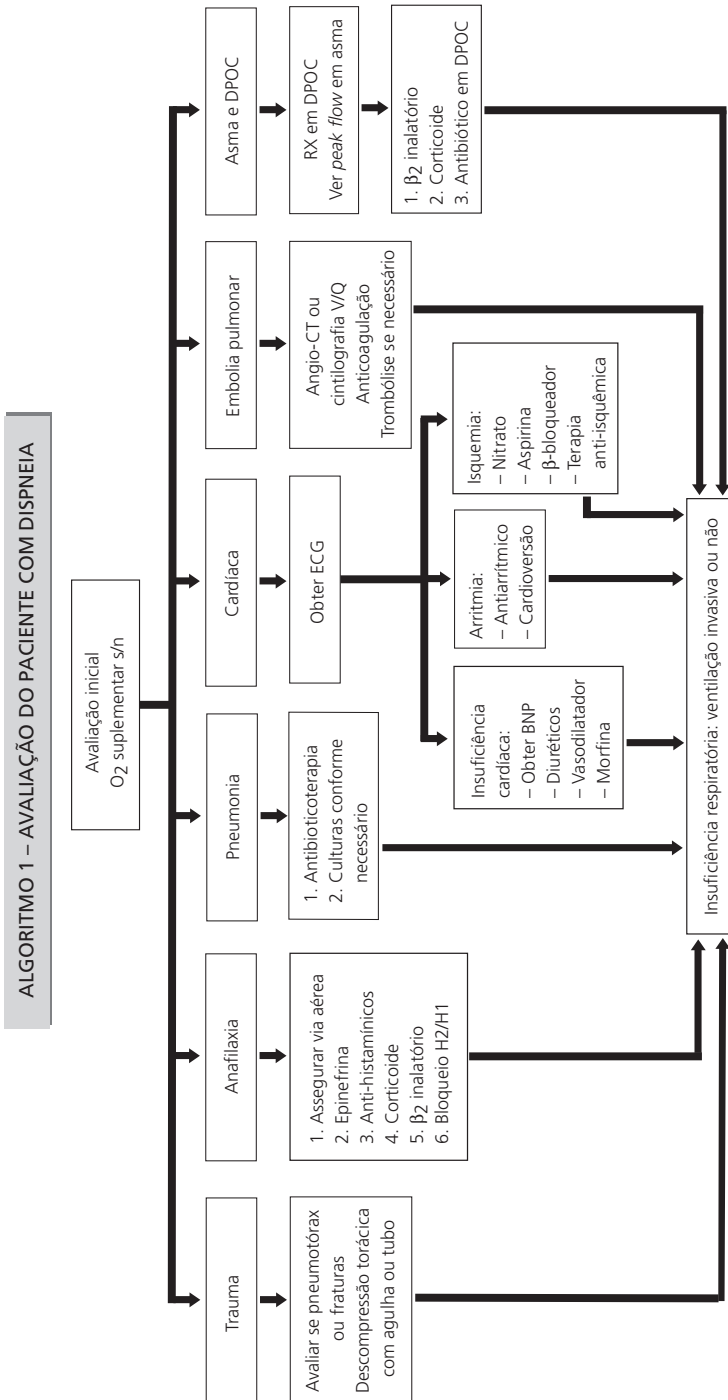 ALGORITMO 1 – AVALIAÇÃO DO PACIENTE COM DISPNEIA
Avaliação inicial
O2 suplementar s/n
Trauma
Avaliar se pneumotórax
ou fraturas
Descompressão torácica
com agulha ou tubo
Anafilaxia
1. Assegurar via aérea
2. Epinefrina
3. Anti-histamínicos
4. Corticoide
5. β2 inalatório
6. Bloqueio H2/H1
Pneumonia
1. Antibioticoterapia
2. Culturas conforme
necessário
Cardíaca
Obter ECG
Insuficiência
cardíaca:
– Obter BNP
– Diuréticos
– Vasodilatador
– Morfina
Arritmia:
– Antiarrítmico
– Cardioversão
Isquemia:
– Nitrato
– Aspirina
– β-bloqueador
– Terapia
anti-isquêmica
Embolia pulmonar
Angio-CT ou
cintilografia V/Q
Anticoagulação
Trombólise se necessário
Asma e DPOC
RX em DPOC
Ver peak flow em asma
1. β2 inalatório
2. Corticoide
3. Antibiótico em DPOC
Insuficiência respiratória: ventilação invasiva ou não